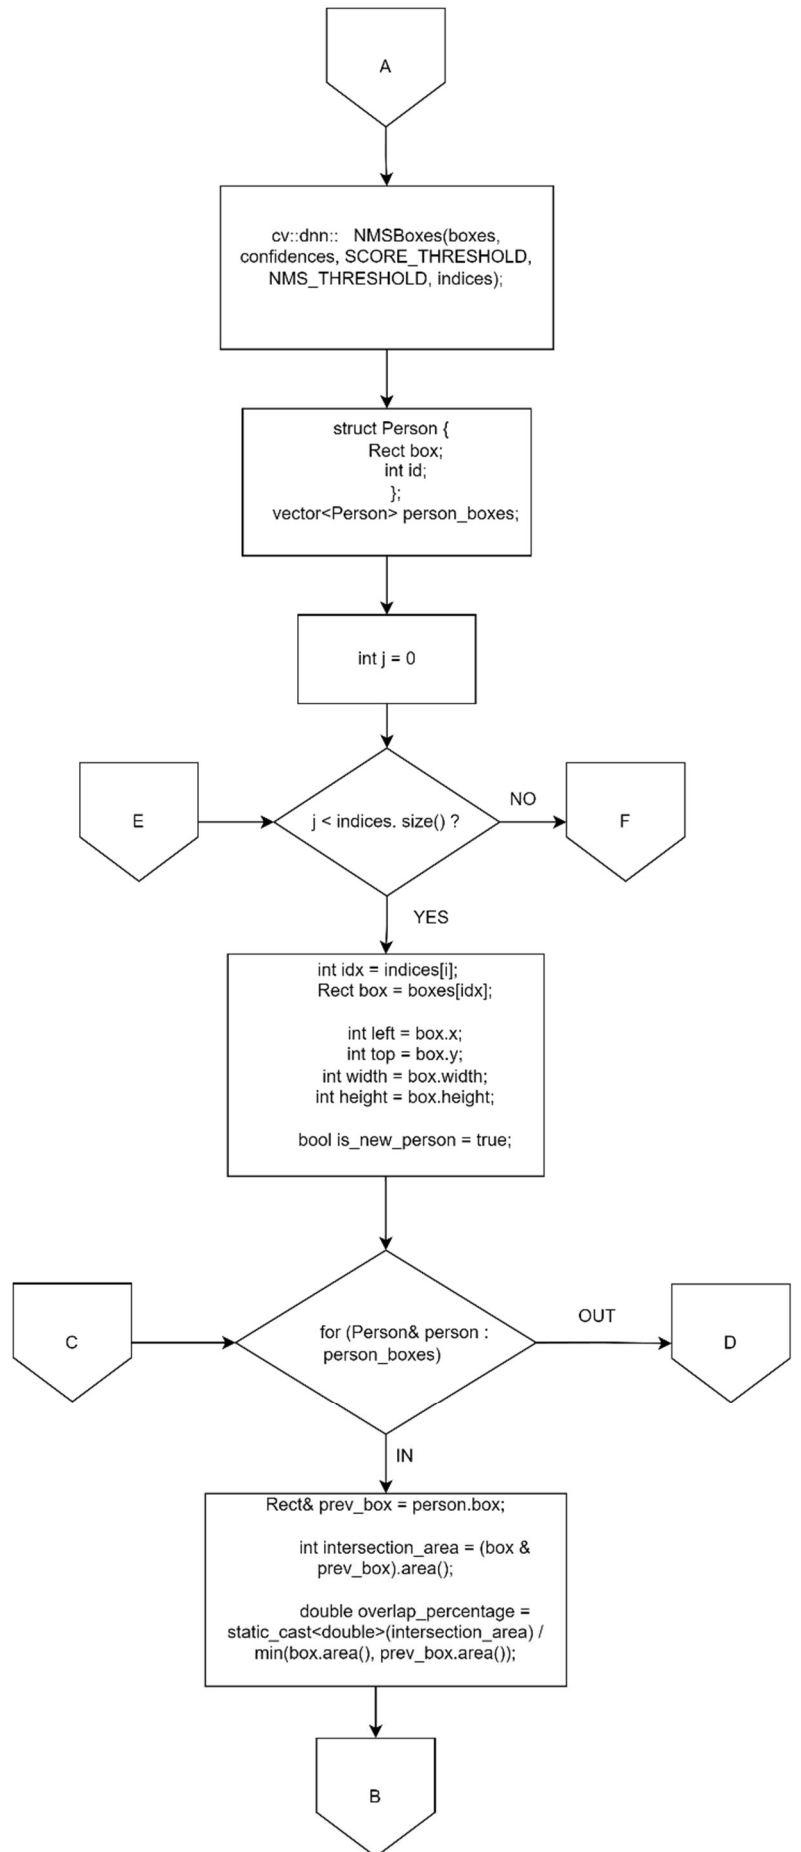 A
cv::dnn:: NMSBoxes(boxes,
confidences, SCORE_THRESHOLD,
NMS_THRESHOLD, indices);
struct Person {
Rect box;
int id;
};
vector<Person> person_boxes;
int j = 0
E
j < indices. size() ?
NO
F
YES
int idx = indices[i];
Rect box = boxes[idx];
int left = box.x;
int top = box.y;
int width = box.width;
int height = box.height;
bool is_new_person = true;
C
for (Person& person :
person_boxes)
OUT
D
IN
Rect& prev_box = person.box;
int intersection_area = (box &
prev_box).area();
double overlap_percentage =
static_cast<double>(intersection_area) /
min(box.area(), prev_box.area());
B